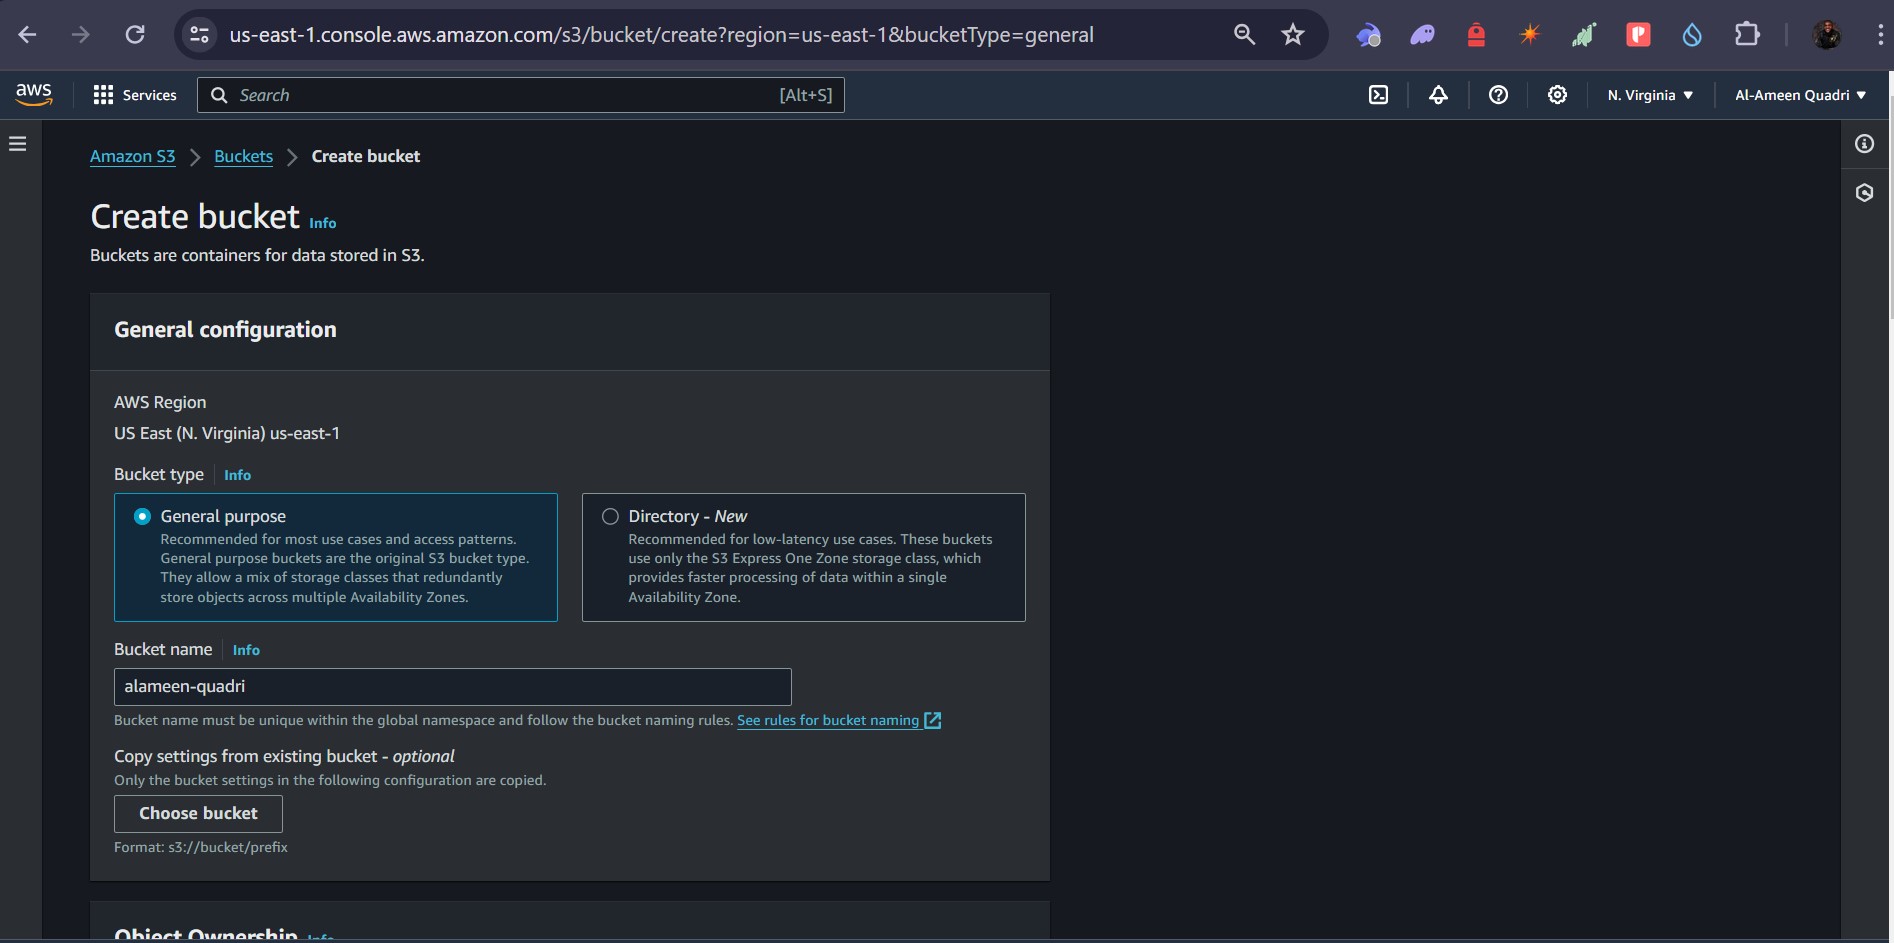 us-east-1.console.aws.amazon.com/s3/bucket/create?region=us-east-1&bucketType=general
aws
Services
Search
[Alt+S]
N. Virginia
Al-Ameen Quadri
Amazon S3
Buckets
Create bucket
Create bucket Info
Buckets are containers for data stored in S3.
General configuration
AWS Region
US East (N. Virginia) us-east-1
Bucket type
Info
General purpose
Recommended for most use cases and access patterns.
General purpose buckets are the original S3 bucket type.
They allow a mix of storage classes that redundantly
store objects across multiple Availability Zones.
Directory - New
Recommended for low-latency use cases. These buckets
use only the S3 Express One Zone storage class, which
provides faster processing of data within a single
Availability Zone.
Bucket name
Info
alameen-quadri
Bucket name must be unique within the global namespace and follow the bucket naming rules. See rules for bucket naming
Copy settings from existing bucket - optional
Only the bucket settings in the following configuration are copied.
Choose bucket
Format: s3://bucket/prefix
Object Ownership Info